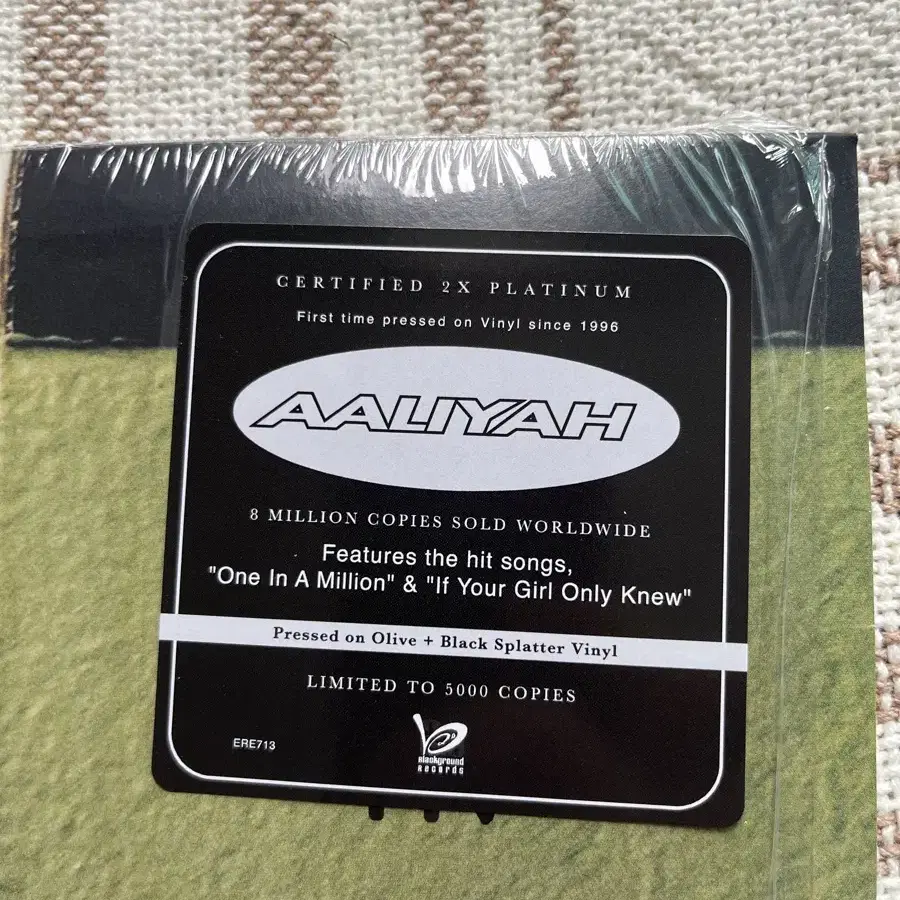 CERTIFIED 2X PLATINUM
First time pressed on Vinyl since 1996
AALIYAH
8 MILLION COPIES SOLD WORLDWIDE
Features the hit songs,
"One In A Million" & "If Your Girl Only Knew"
Pressed on Olive + Black Splatter Vinyl
LIMITED TO 5000 COPIES
ERE713
Blackground
Records